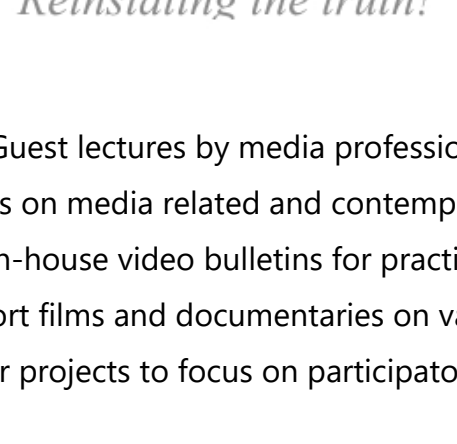 Reinstating the truth!
Guest lectures by media professio
s on media related and contemp
n-house video bulletins for practi
ort films and documentaries on va
r projects to focus on participato